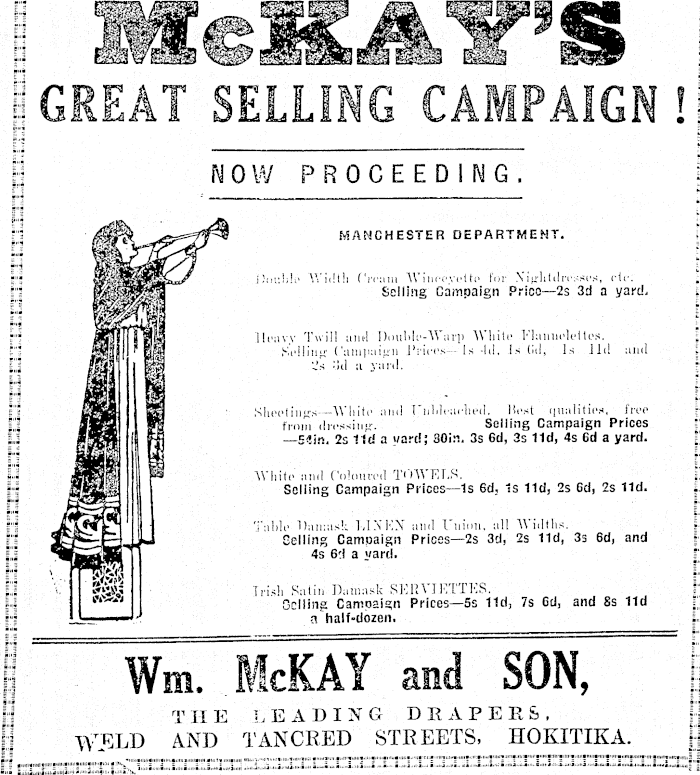 McKAY'S
GREAT SELLING CAMPAIGN!
NOW PROCEEDING.
MANCHESTER DEPARTMENT.
Double Width Cream Winceyette for Nightdresses, etc.
Selling Campaign Price—2s 3d a yard.
Heavy Twill and Double-Warp White Flannelettes.
Selling Campaign Prices—1s 4d, 1s 6d, 1s 11d and
2s 3d a yard.
Sheetings—White and Unbleached. Best qualities, free
from dressing. Selling Campaign Prices
—54in. 2s 11d a yard; 80in. 3s 6d, 3s 11d, 4s 6d a yard.
White and Coloured TOWELS.
Selling Campaign Prices—1s 6d, 1s 11d, 2s 6d, 2s 11d.
Table Damask LINEN and Union, all Widths.
Selling Campaign Prices—2s 3d, 2s 11d, 3s 6d, and
4s 6d a yard.
Irish Satin Damask SERVIETTES.
Selling Campaign Prices—5s 11d, 7s 6d, and 8s 11d
a half-dozen.
Wm. McKAY and SON,
THE LEADING DRAPERS,
WELD AND TANCRED STREETS, HOKITIKA.